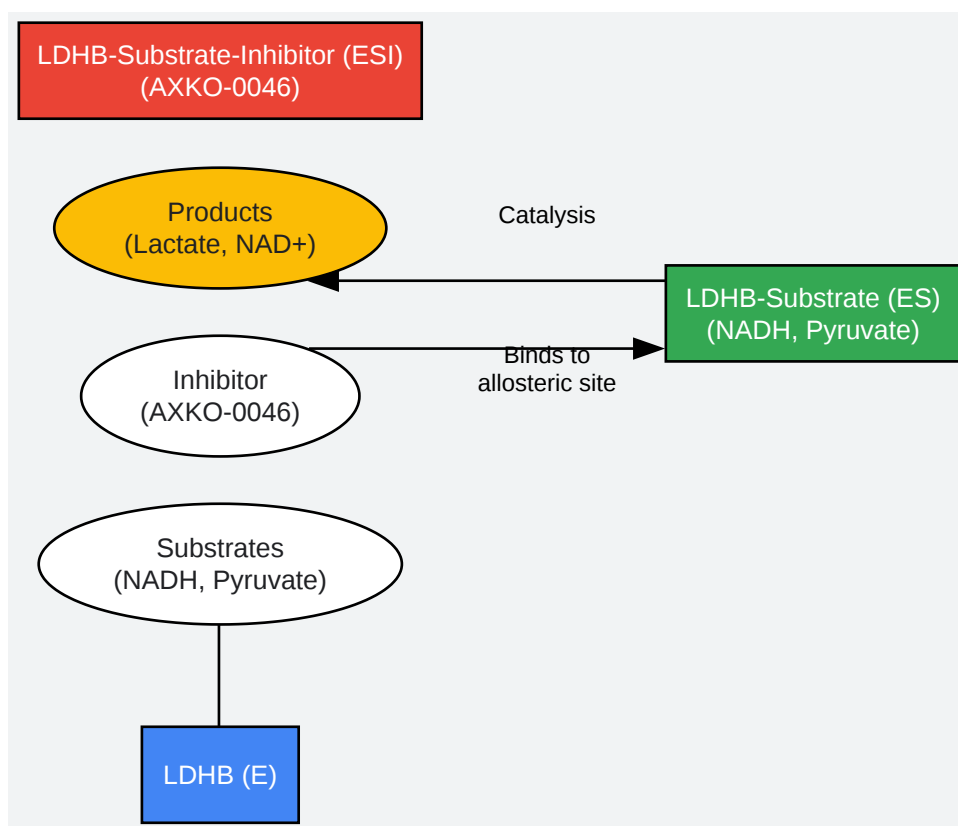 LDHB-Substrate-Inhibitor (ESI)
(AXKO-0046)
Products
(Lactate, NAD+)
Catalysis
LDHB-Substrate (ES)
(NADH, Pyruvate)
Binds to
allosteric site
Inhibitor
(AXKO-0046)
Substrates
(NADH, Pyruvate)
LDHB (E)